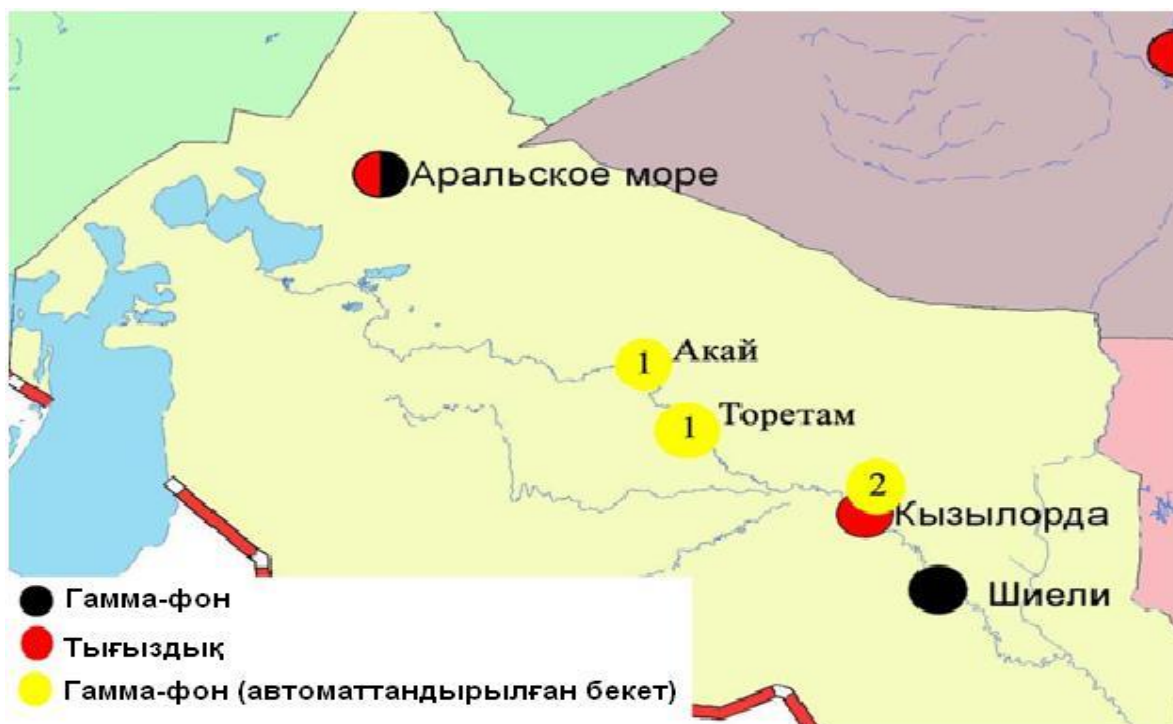 Аральское море
1 Акай
1 Торетам
2
Кызылорда
Шиели
Гамма-фон
Тығыздық
Гамма-фон (автоматтандырылған бекет)